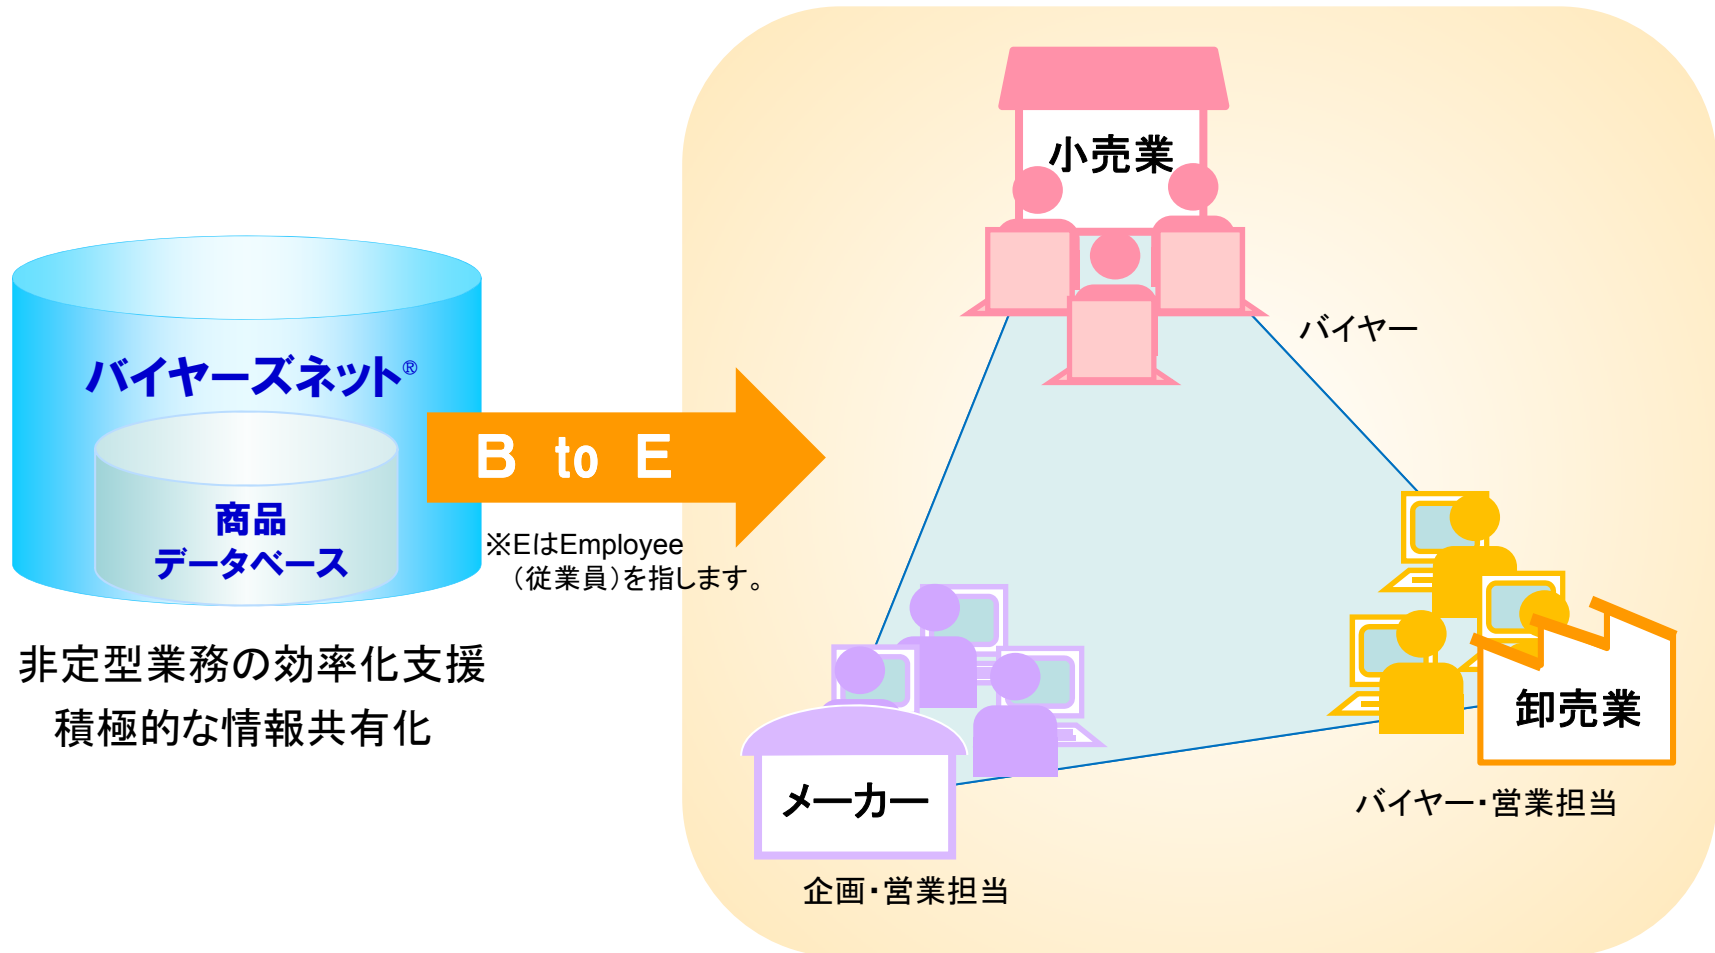 バイヤーズネット®
商品
データベース
B to E
※EはEmployee
（従業員）を指します。
非定型業務の効率化支援
積極的な情報共有化
小売業
バイヤー
卸売業
バイヤー・営業担当
メーカー
企画・営業担当